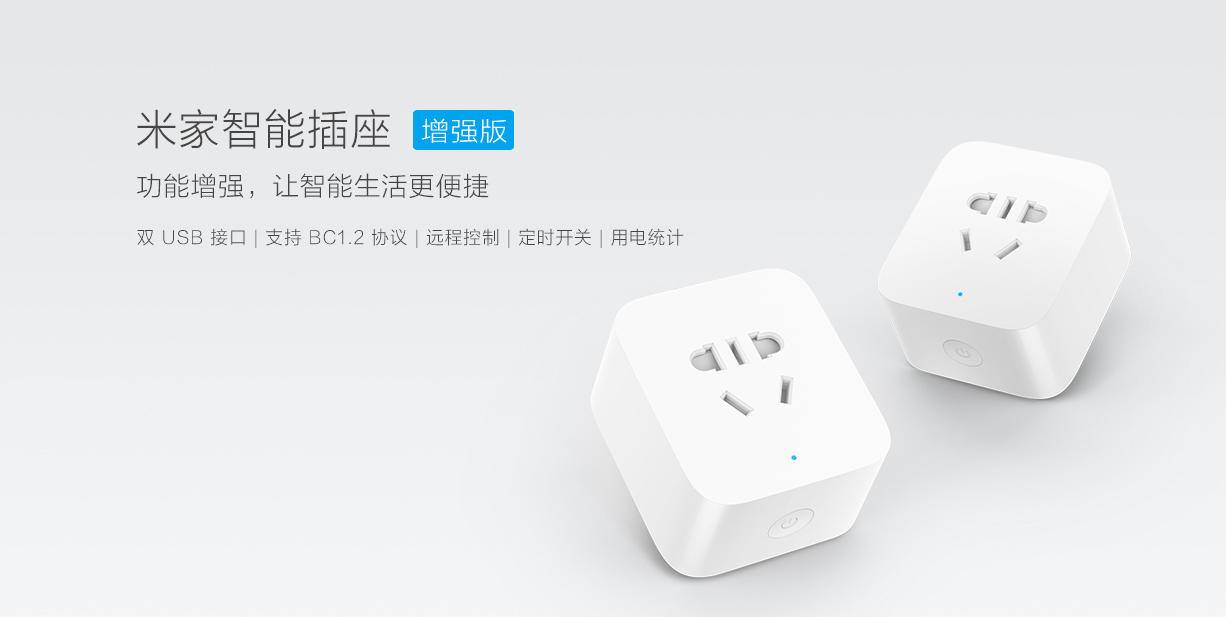 米家智能插座 增强版
功能增强，让智能生活更便捷
双 USB 接口 | 支持 BC1.2 协议 | 远程控制 | 定时开关 | 用电统计